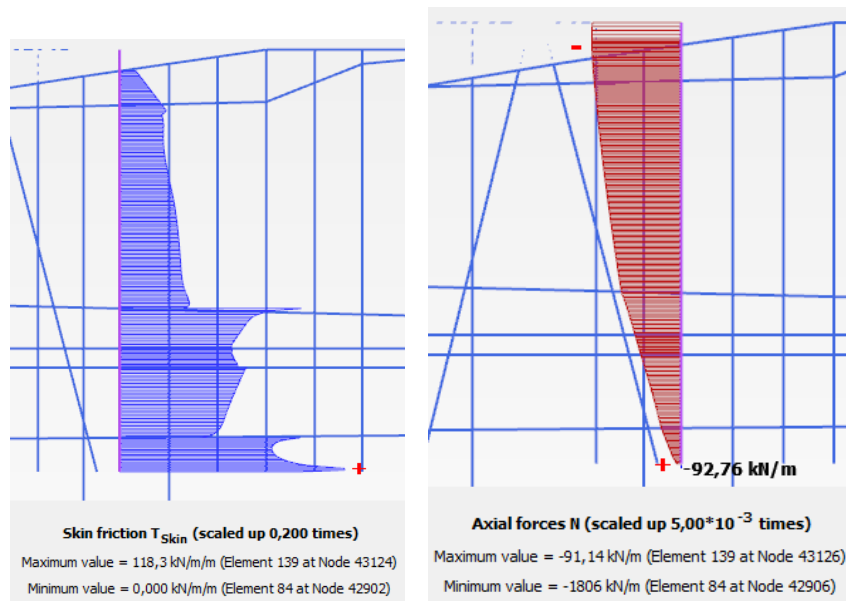 -92,76 kN/m
Skin friction T Skin (scaled up 0,200 times)
Maximum value = 118,3 kN/m/m (Element 139 at Node 43124)
Minimum value = 0,000 kN/m/m (Element 84 at Node 42902)
Axial forces N (scaled up 5,00*10 -3 times)
Maximum value = -91,14 kN/m (Element 139 at Node 43126)
Minimum value = -1806 kN/m (Element 84 at Node 42906)